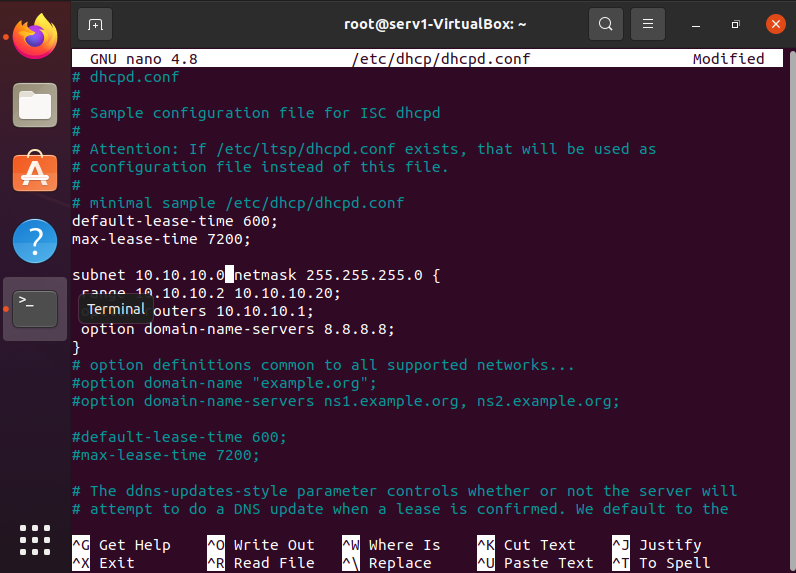 root@serv1-VirtualBox: ~
GNU nano 4.8 /etc/dhcp/dhcpd.conf Modified
# dhcpd.conf
#
# Sample configuration file for ISC dhcpd
#
# Attention: If /etc/ltsp/dhcpd.conf exists, that will be used as
# configuration file instead of this file.
#
# minimal sample /etc/dhcp/dhcpd.conf
default-lease-time 600;
max-lease-time 7200;
subnet 10.10.10.0 netmask 255.255.255.0 {
range 10.10.10.2 10.10.10.20;
Terminal
routers 10.10.10.1;
option domain-name-servers 8.8.8.8;
}
# option definitions common to all supported networks...
#option domain-name "example.org";
#option domain-name-servers ns1.example.org, ns2.example.org;
#default-lease-time 600;
#max-lease-time 7200;
# The ddns-updates-style parameter controls whether or not the server will
# attempt to do a DNS update when a lease is confirmed. We default to the
^G Get Help ^O Write Out ^W Where Is ^K Cut Text ^J Justify
^X Exit ^R Read File ^\ Replace ^U Paste Text ^T To Spell